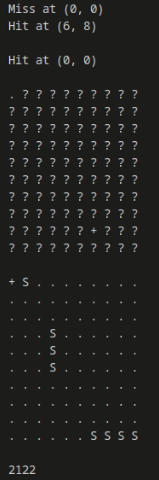 Miss at (0, 0)
Hit at (6, 8)
Hit at (0, 0)
. ? ? ? ? ? ? ? ? ?
? ? ? ? ? ? ? ? ? ?
? ? ? ? ? ? ? ? ? ?
? ? ? ? ? ? ? ? ? ?
? ? ? ? ? ? ? ? ? ?
? ? ? ? ? ? ? ? ? ?
? ? ? ? ? ? ? ? ? ?
? ? ? ? ? ? ? ? ? ?
? ? ? ? ? ? + ? ? ?
? ? ? ? ? ? ? ? ? ?
+ S . . . . . . . .
. . . . . . . . . .
. . . . . . . . . .
. . . S . . . . . .
. . . S . . . . . .
. . . S . . . . . .
. . . . . . . . . .
. . . . . . . . . .
. . . . . . . . . .
. . . . . . S S S S
2122